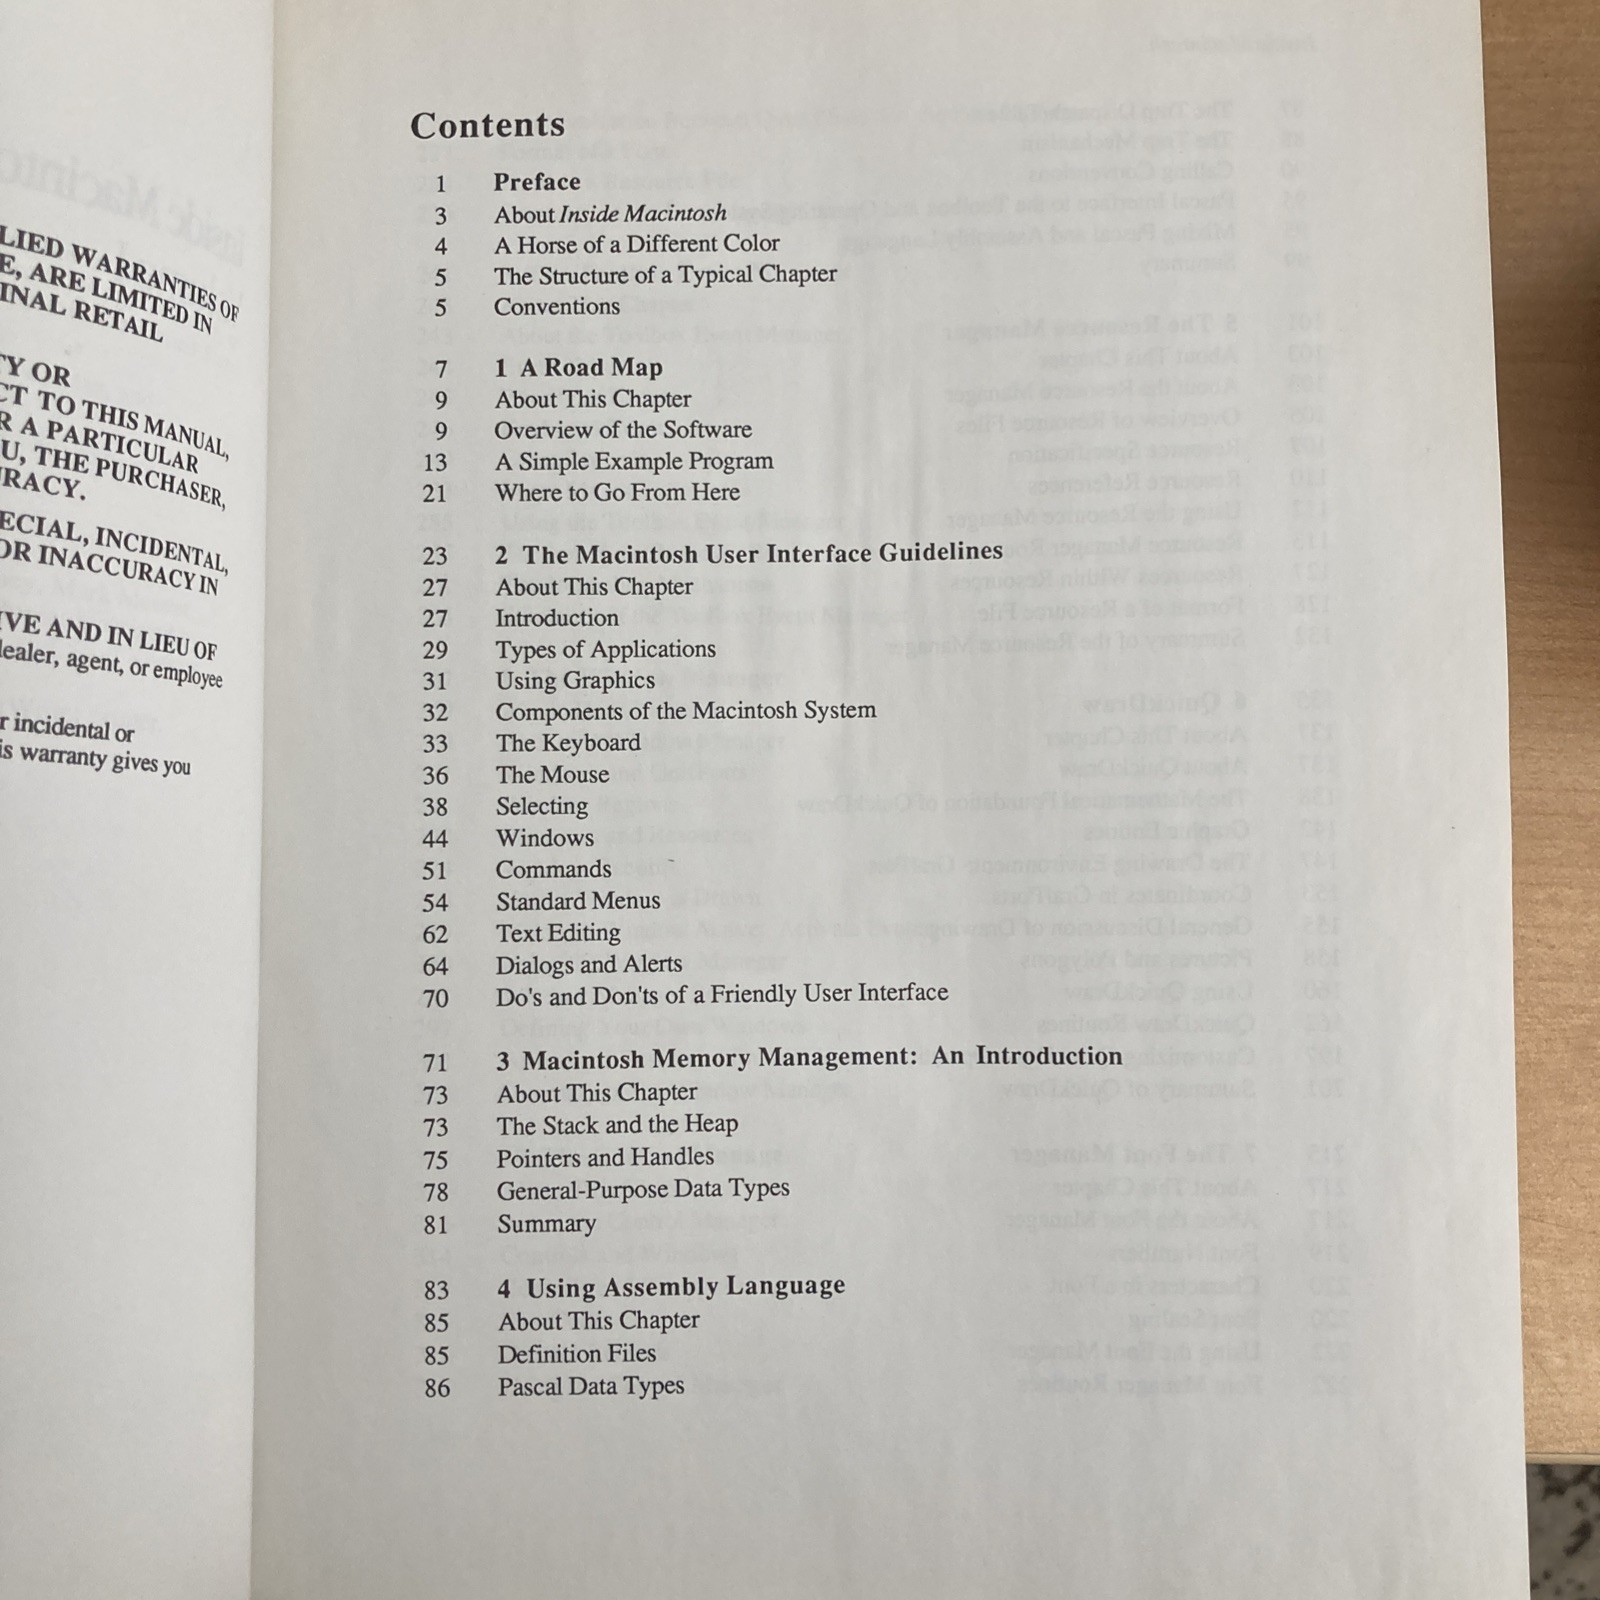 LIED WARRANTIES OF
E, ARE LIMITED IN
INAL RETAIL
Y OR
CT TO THIS MANUAL,
R A PARTICULAR
U, THE PURCHASER,
RACY.
ECIAL, INCIDENTAL,
OR INACCURACY IN
IVE AND IN LIEU OF
dealer, agent, or employee
r incidental or
is warranty gives you
Contents
1 Preface
3 About Inside Macintosh
4 A Horse of a Different Color
5 The Structure of a Typical Chapter
5 Conventions
7 1 A Road Map
9 About This Chapter
9 Overview of the Software
13 A Simple Example Program
21 Where to Go From Here
23 2 The Macintosh User Interface Guidelines
27 About This Chapter
27 Introduction
29 Types of Applications
31 Using Graphics
32 Components of the Macintosh System
33 The Keyboard
36 The Mouse
38 Selecting
44 Windows
51 Commands
54 Standard Menus
62 Text Editing
64 Dialogs and Alerts
70 Do's and Don'ts of a Friendly User Interface
71 3 Macintosh Memory Management: An Introduction
73 About This Chapter
73 The Stack and the Heap
75 Pointers and Handles
78 General-Purpose Data Types
81 Summary
83 4 Using Assembly Language
85 About This Chapter
85 Definition Files
86 Pascal Data Types